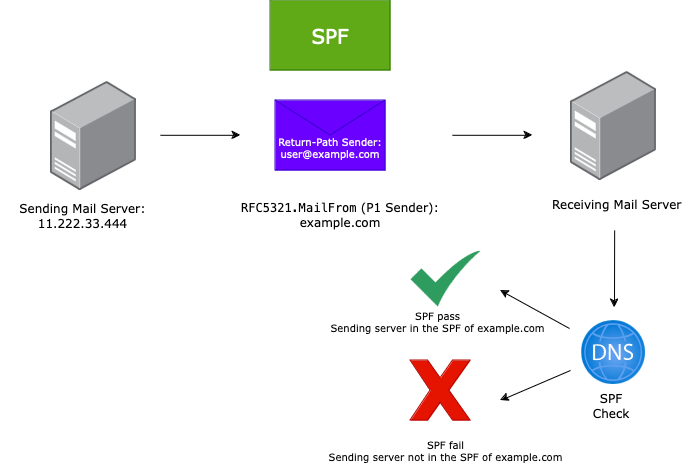 SPF
Return-Path Sender:
user@example.com
Sending Mail Server:
11.222.33.444
RFC5321.MailFrom (P1 Sender):
example.com
Receiving Mail Server
SPF pass
Sending server in the SPF of example.com
DNS
SPF
Check
SPF fail
Sending server not in the SPF of example.com